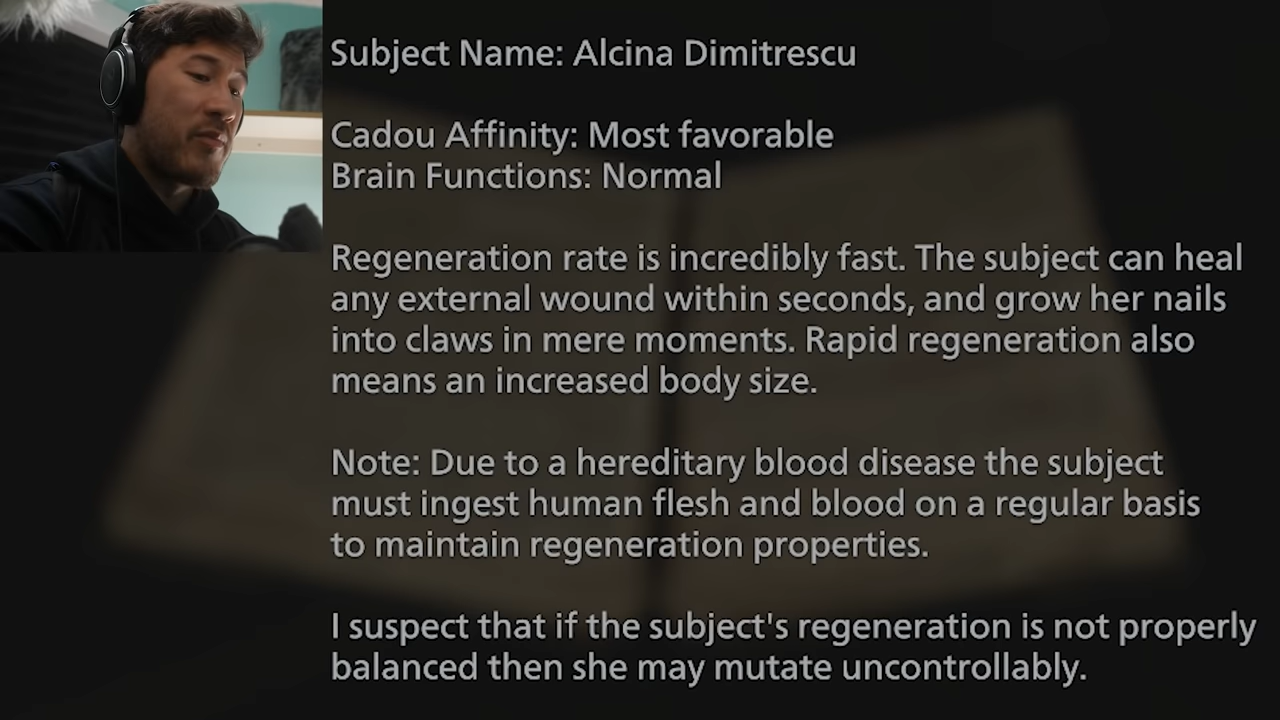 Subject Name: Alcina Dimitrescu
Cadou Affinity: Most favorable
Brain Functions: Normal
Regeneration rate is incredibly fast. The subject can heal
any external wound within seconds, and grow her nails
into claws in mere moments. Rapid regeneration also
means an increased body size.
Note: Due to a hereditary blood disease the subject
must ingest human flesh and blood on a regular basis
to maintain regeneration properties.
I suspect that if the subject's regeneration is not properly
balanced then she may mutate uncontrollably.